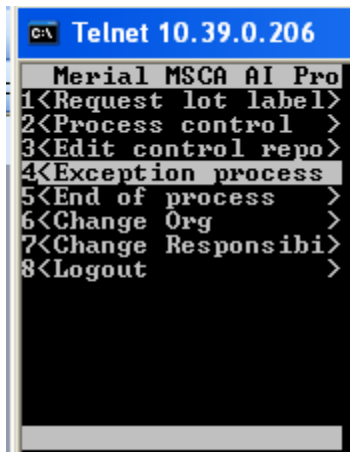 Telnet 10.39.0.206
Merial MSCA AI Pro
1<Request lot label>
2<Process control >
3<Edit control repo>
4<Exception process
5<End of process >
6<Change Org >
7<Change Responsibi>
8<Logout >